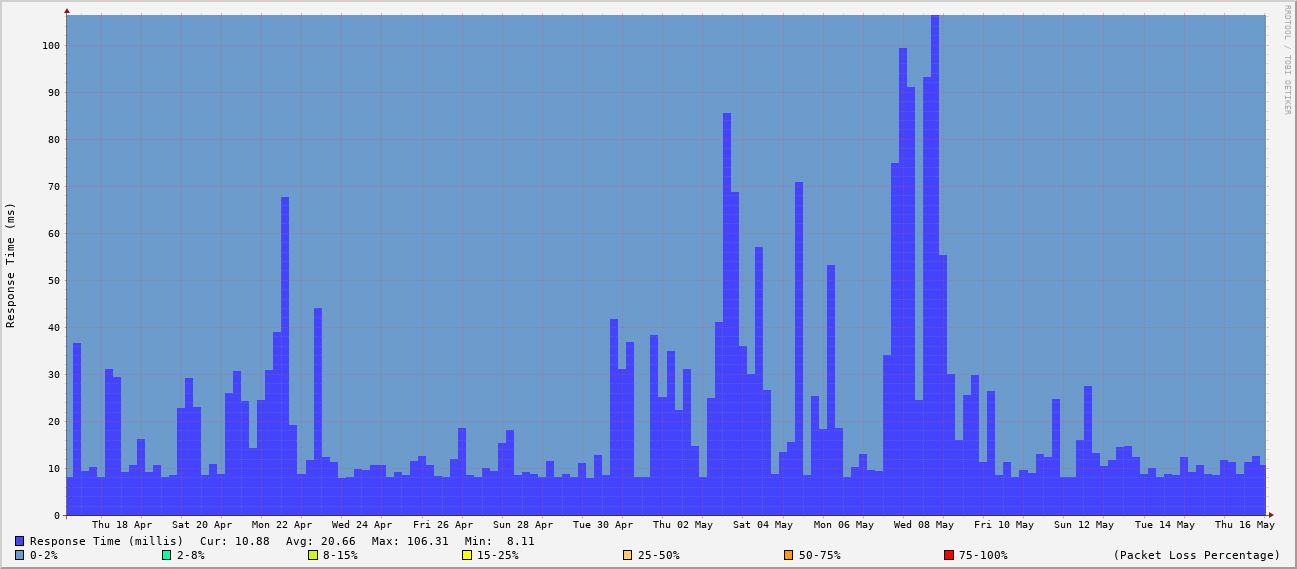 RRDTOOL / TOBI OETIKER
Response Time (ms)
100
90
80
70
60
50
40
30
20
10
0
Thu 18 Apr Sat 20 Apr Mon 22 Apr Wed 24 Apr Fri 26 Apr Sun 28 Apr Tue 30 Apr Thu 02 May Sat 04 May Mon 06 May Wed 08 May Fri 10 May Sun 12 May Tue 14 May Thu 16 May
Response Time (millis) Cur: 10.88 Avg: 20.66 Max: 106.31 Min: 8.11
0-2% 2-8% 8-15% 15-25% 25-50% 50-75% 75-100% (Packet Loss Percentage)